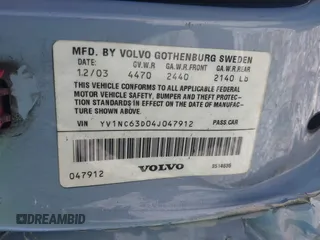 MFD. BY VOLVO GOTHENBURG SWEDEN
DATE: G.V.W.R GA.W.R.FRONT GA.W.R.REAR
12/03 4470 2440 2140 Lb
THIS VEHICLE CONFORMS TO ALL APPLICABLE FEDERAL
MOTOR VEHICLE SAFETY, BUMPER AND THEFT PREVENTION
STANDARDS IN EFFECT ON THE DATE OF MANUFAC-
TURE SHOWN ABOVE.
VIN: YV1NC63D04J047912 PASS CAR
VOLVO
047912
DREAMBID